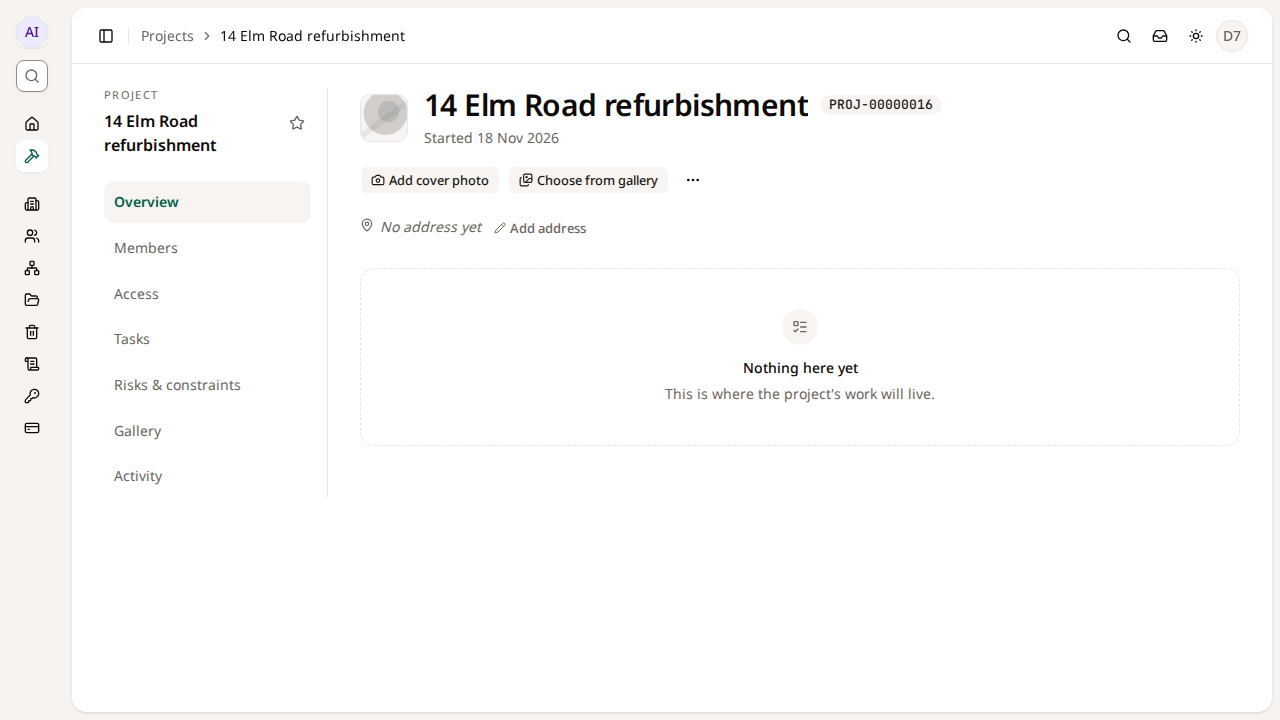 AI
Projects
14 Elm Road refurbishment
D7
PROJECT
14 Elm Road
refurbishment
Overview
Members
Access
Tasks
Risks & constraints
Gallery
Activity
14 Elm Road refurbishment
PROJ-00000016
Started 18 Nov 2026
Add cover photo
Choose from gallery
No address yet
Add address
Nothing here yet
This is where the project's work will live.